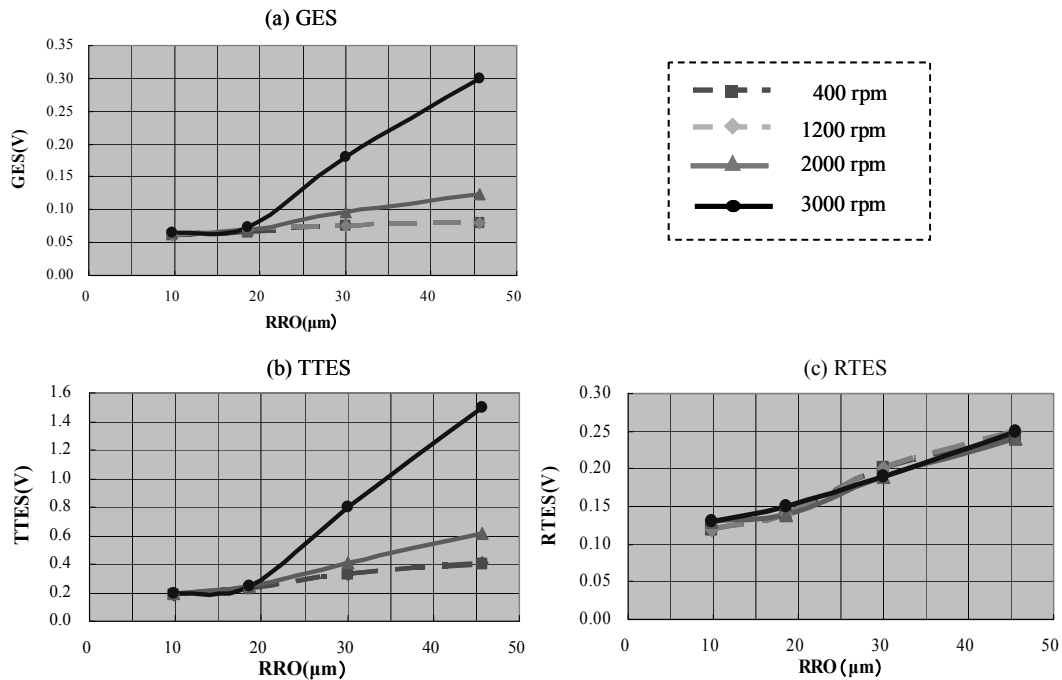 (a) GES
0.35
0.30
0.25
0.20
0.15
0.10
0.05
0.00
GES(V)
0 10 20 30 40 50
RRO(μm)
400 rpm
1200 rpm
2000 rpm
3000 rpm
(b) TTES
1.6
1.4
1.2
1.0
0.8
0.6
0.4
0.2
0.0
TTES(V)
0 10 20 30 40 50
RRO(μm)
(c) RTES
0.30
0.25
0.20
0.15
0.10
0.05
0.00
RTES(V)
0 10 20 30 40 50
RRO (μm)